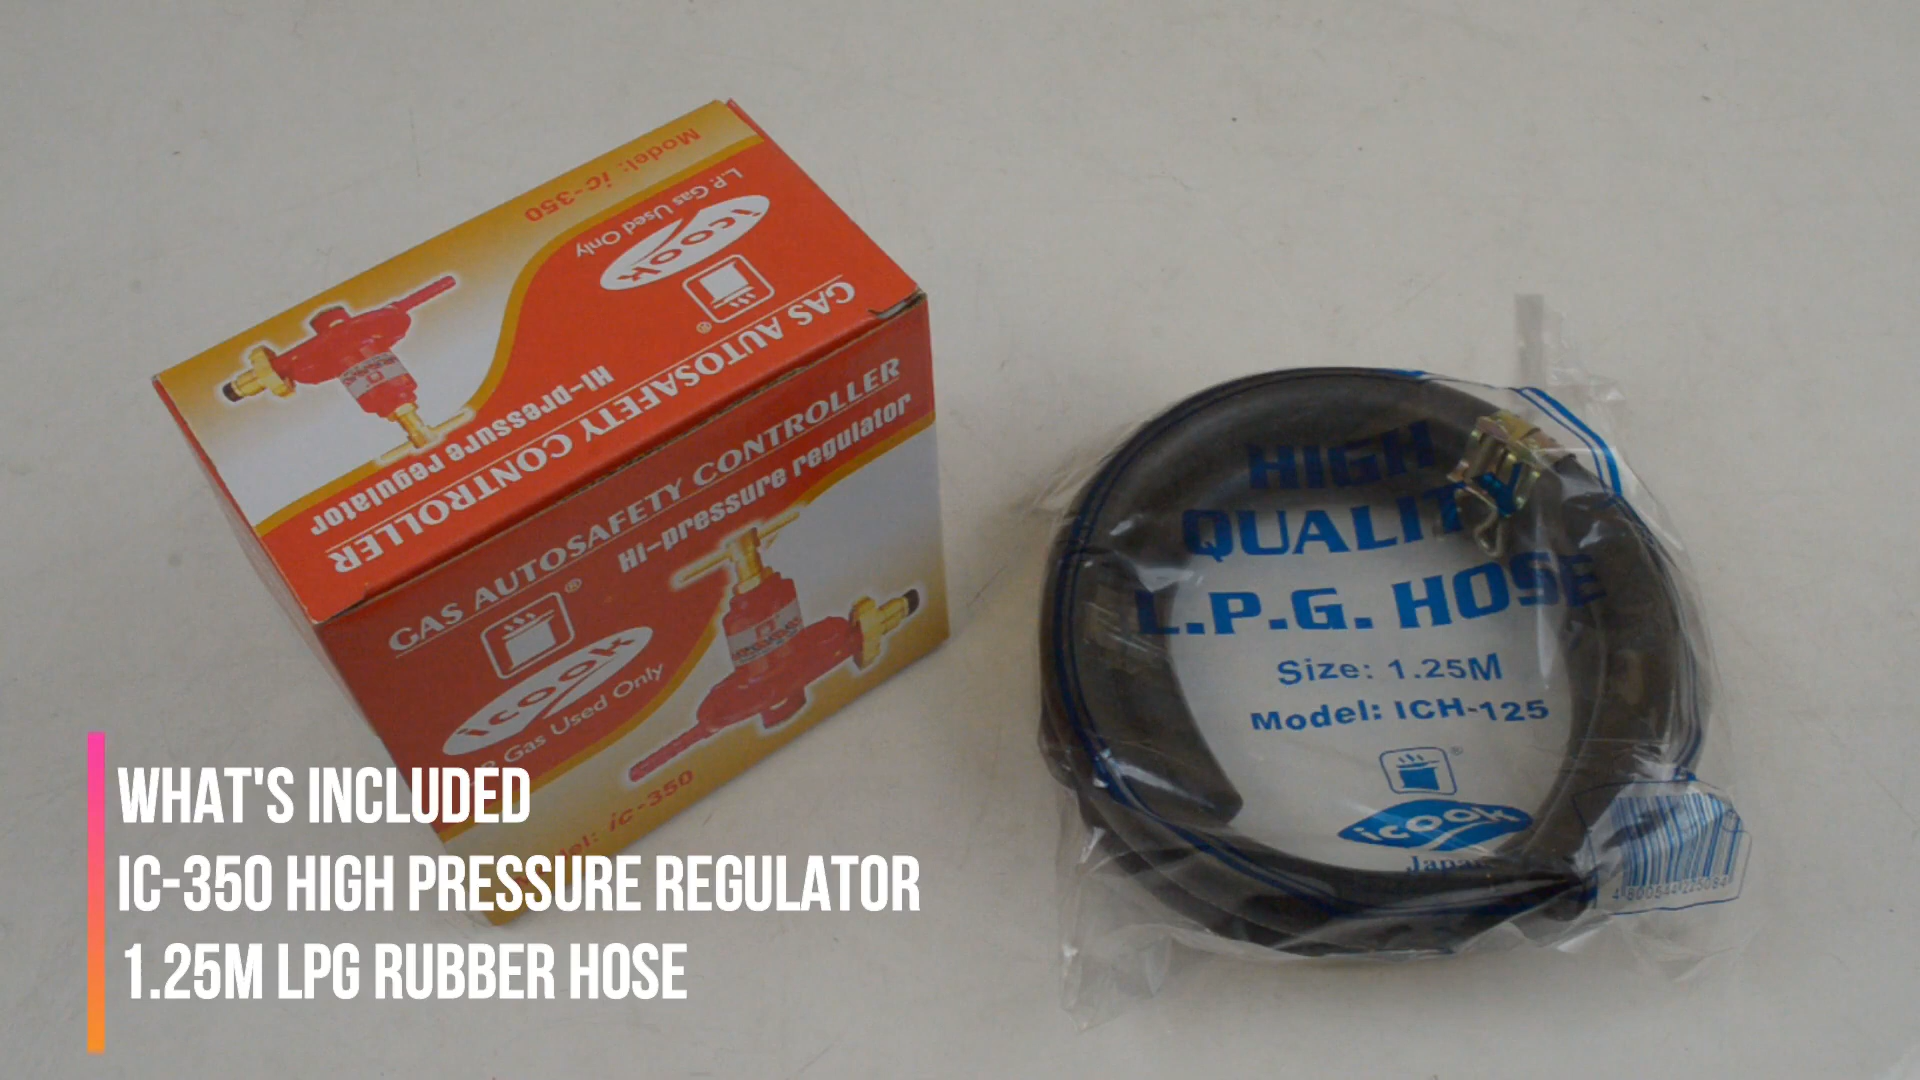 Model: ic-350
L.P. Gas Used Only
icook
®
GAS AUTOSAFETY CONTROLLER
Hi-pressure regulator
GAS AUTOSAFETY CONTROLLER
Hi-pressure regulator
®
icook
Gas Used Only
ic-350
HIGH
QUALITY
L.P.G. HOSE
Size: 1.25M
Model: ICH-125
®
icook
Japan
WHAT'S INCLUDED
IC-350 HIGH PRESSURE REGULATOR
1.25M LPG RUBBER HOSE